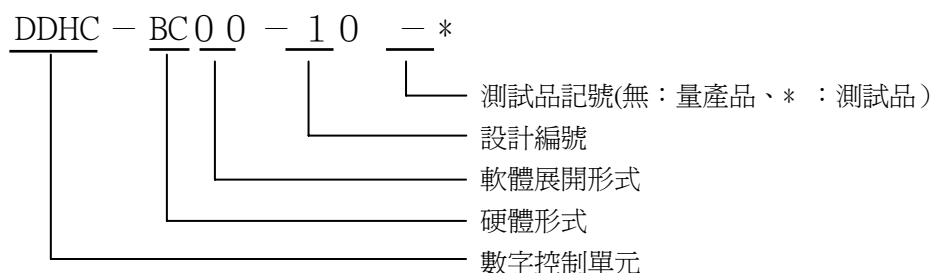 DDHC－BC００－１０ －*
測試品記號(無：量產品、* ：測試品）
設計編號
軟體展開形式
硬體形式
數字控制單元